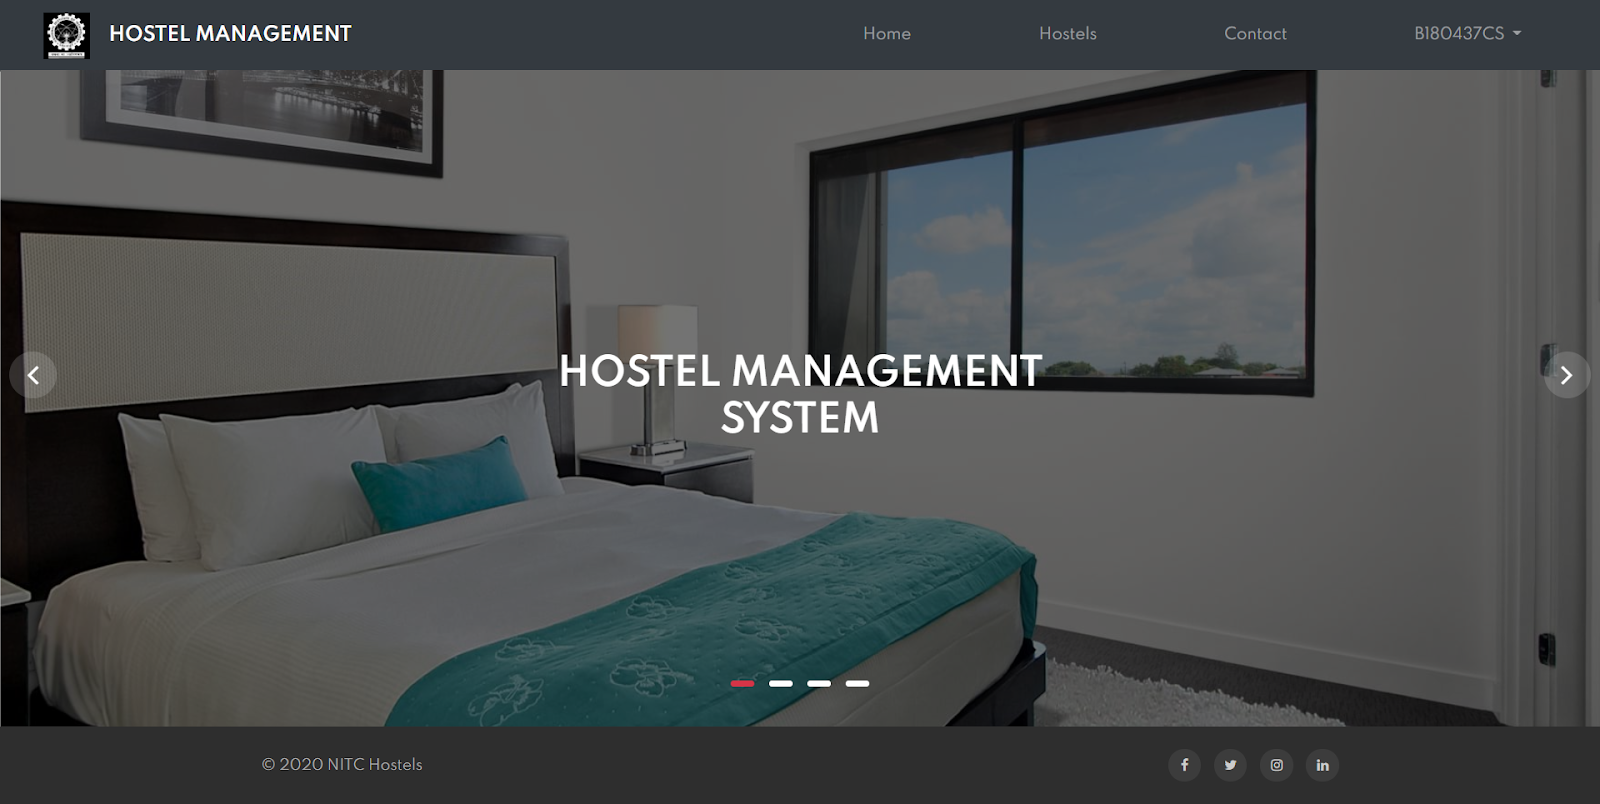 HOSTEL MANAGEMENT
Home
Hostels
Contact
B180437CS
HOSTEL MANAGEMENT
SYSTEM
© 2020 NITC Hostels